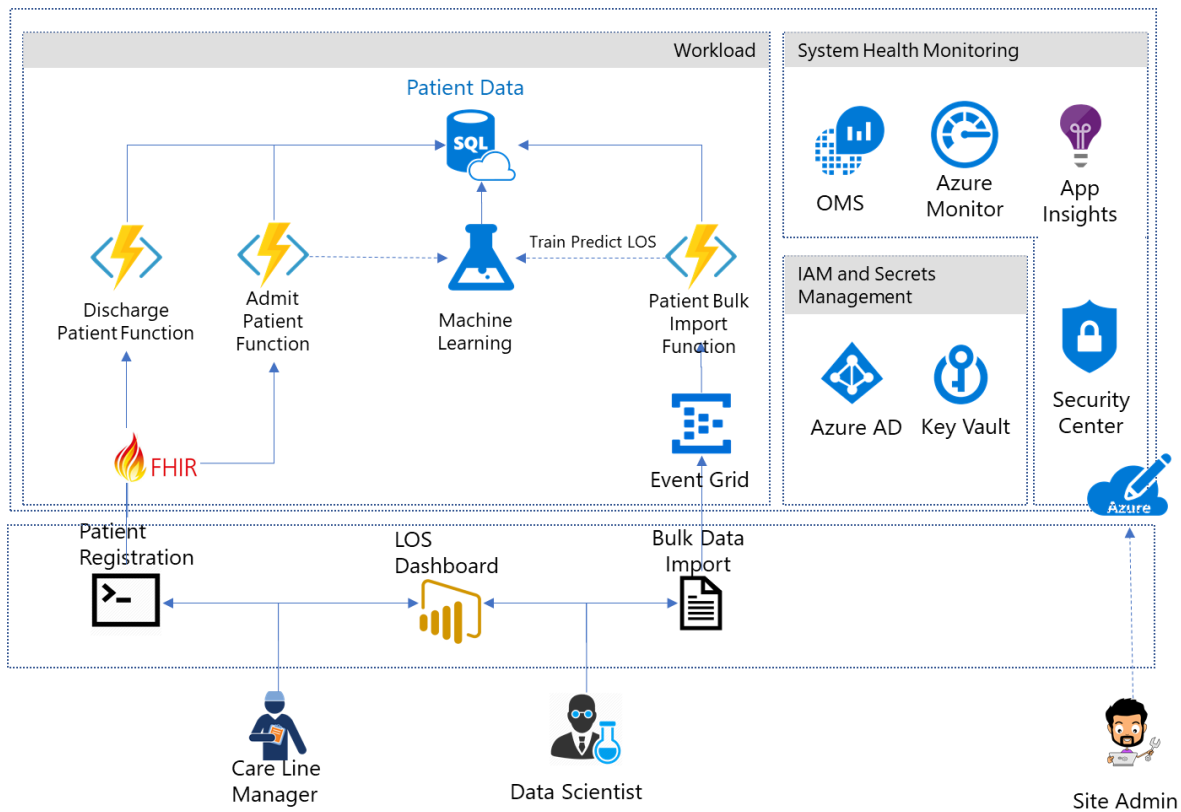 Workload
System Health Monitoring
Patient Data
SQL
OMS
Azure
Monitor
App
Insights
Train Predict LOS
Discharge
Patient Function
Admit
Patient
Function
Machine
Learning
Patient Bulk
Import
Function
IAM and Secrets
Management
Azure AD
Key Vault
Security
Center
FHIR
Event Grid
Azure
Patient
Registration
LOS
Dashboard
Bulk Data
Import
>_
Care Line
Manager
Data Scientist
Site Admin